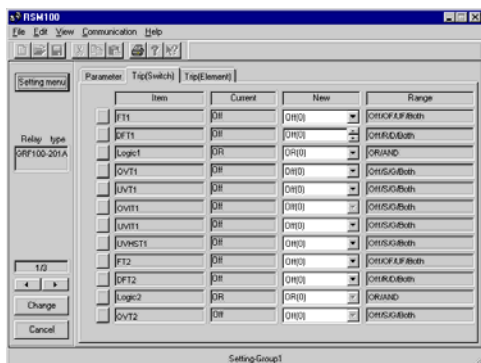 RSM100
File Edit View Communication Help
Setting menu
Parameter Trip(Switch) Trip(Element)
Item Current New Range
FT1 Off Off(0) Off/OF/UF/Both
Relay type
DFT1 Off Off(0) Off/R/D/Both
GRF100-201A
Logic1 OR OR(0) OR/AND
OVT1 Off Off(0) Off/S/G/Both
UVT1 Off Off(0) Off/S/G/Both
OVIT1 Off Off(0) Off/S/G/Both
UVIT1 Off Off(0) Off/S/G/Both
UVHST1 Off Off(0) Off/S/G/Both
FT2 Off Off(0) Off/OF/UF/Both
1/3
DFT2 Off Off(0) Off/R/D/Both
Logic2 OR OR(0) OR/AND
Change
OVT2 Off Off(0) Off/S/G/Both
Cancel
Setting-Group1